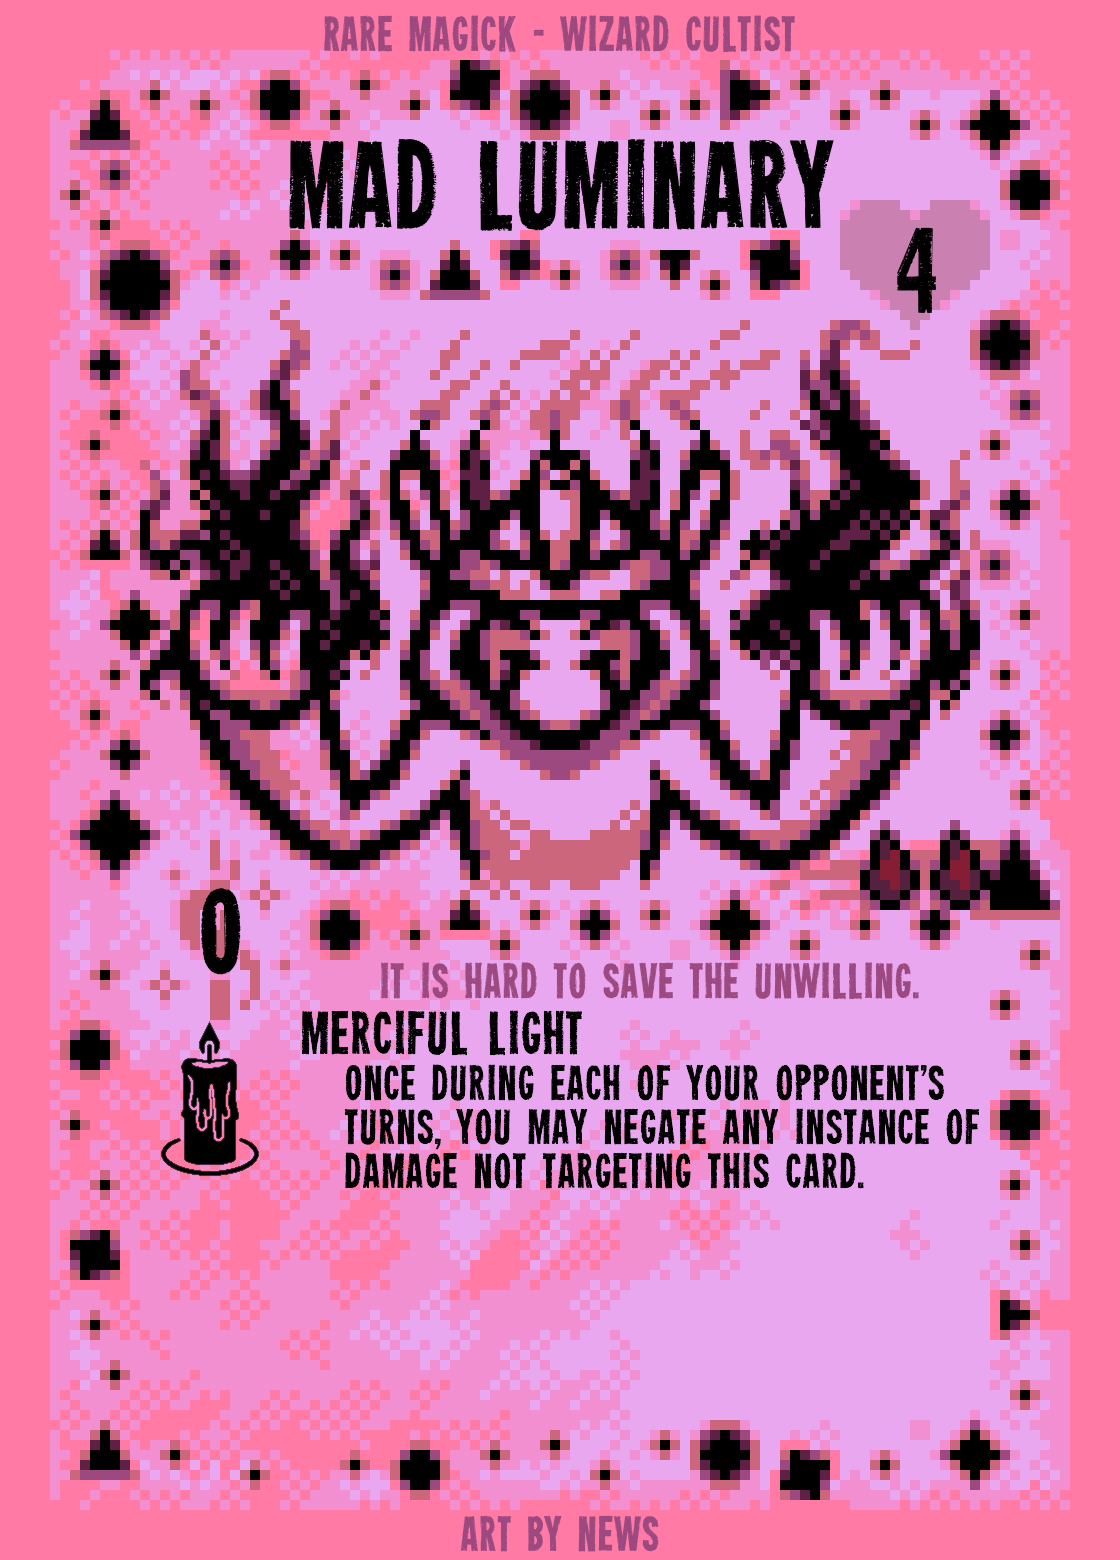 RARE MAGICK - WIZARD CULTIST
MAD LUMINARY
4
0
IT IS HARD TO SAVE THE UNWILLING.
MERCIFUL LIGHT
ONCE DURING EACH OF YOUR OPPONENT'S
TURNS, YOU MAY NEGATE ANY INSTANCE OF
DAMAGE NOT TARGETING THIS CARD.
ART BY NEWS